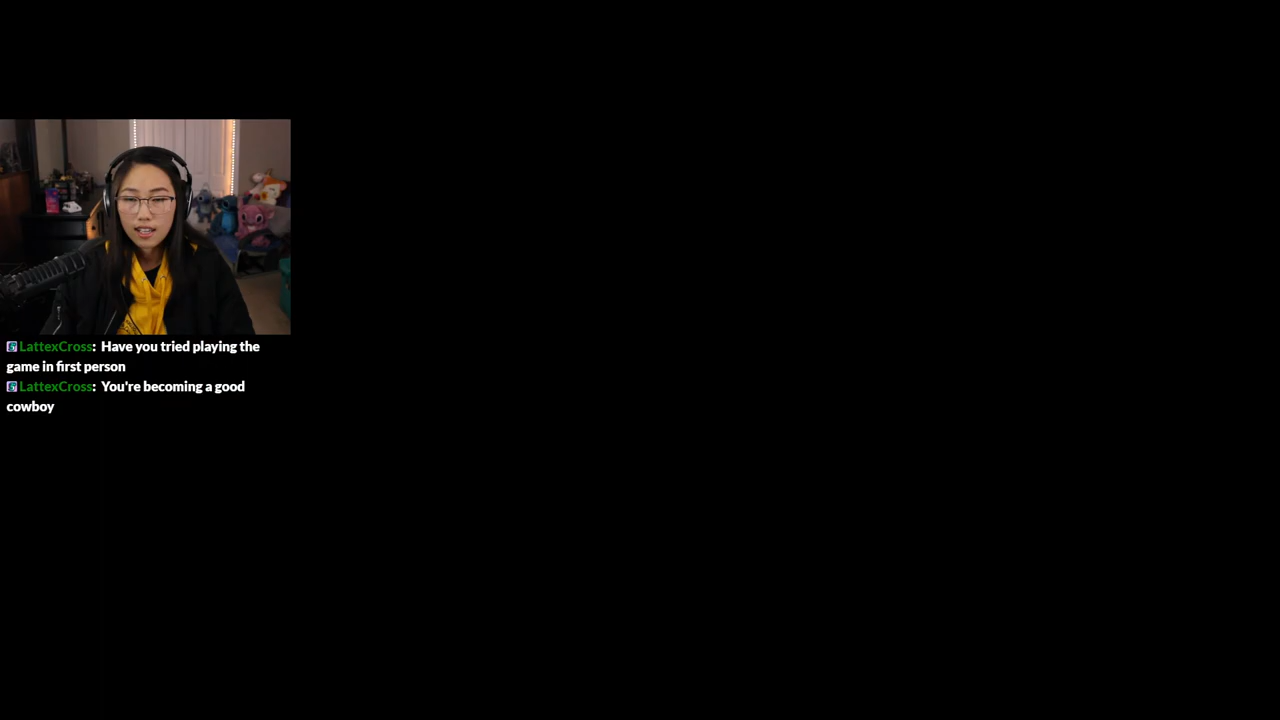 LattexCross: Have you tried playing the
game in first person
LattexCross: You're becoming a good
cowboy